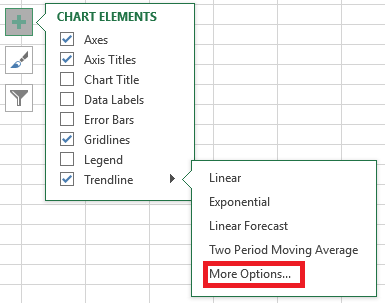 CHART ELEMENTS
Axes
Axis Titles
Chart Title
Data Labels
Error Bars
Gridlines
Legend
Trendline
Linear
Exponential
Linear Forecast
Two Period Moving Average
More Options...